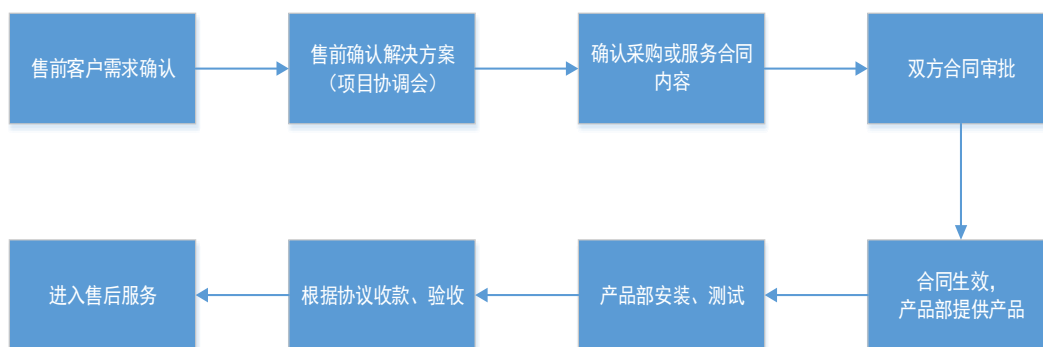 售前客户需求确认
售前确认解决方案
（项目协调会）
确认采购或服务合同
内容
双方合同审批
合同生效，
产品部提供产品
产品部安装、测试
根据协议收款、验收
进入售后服务